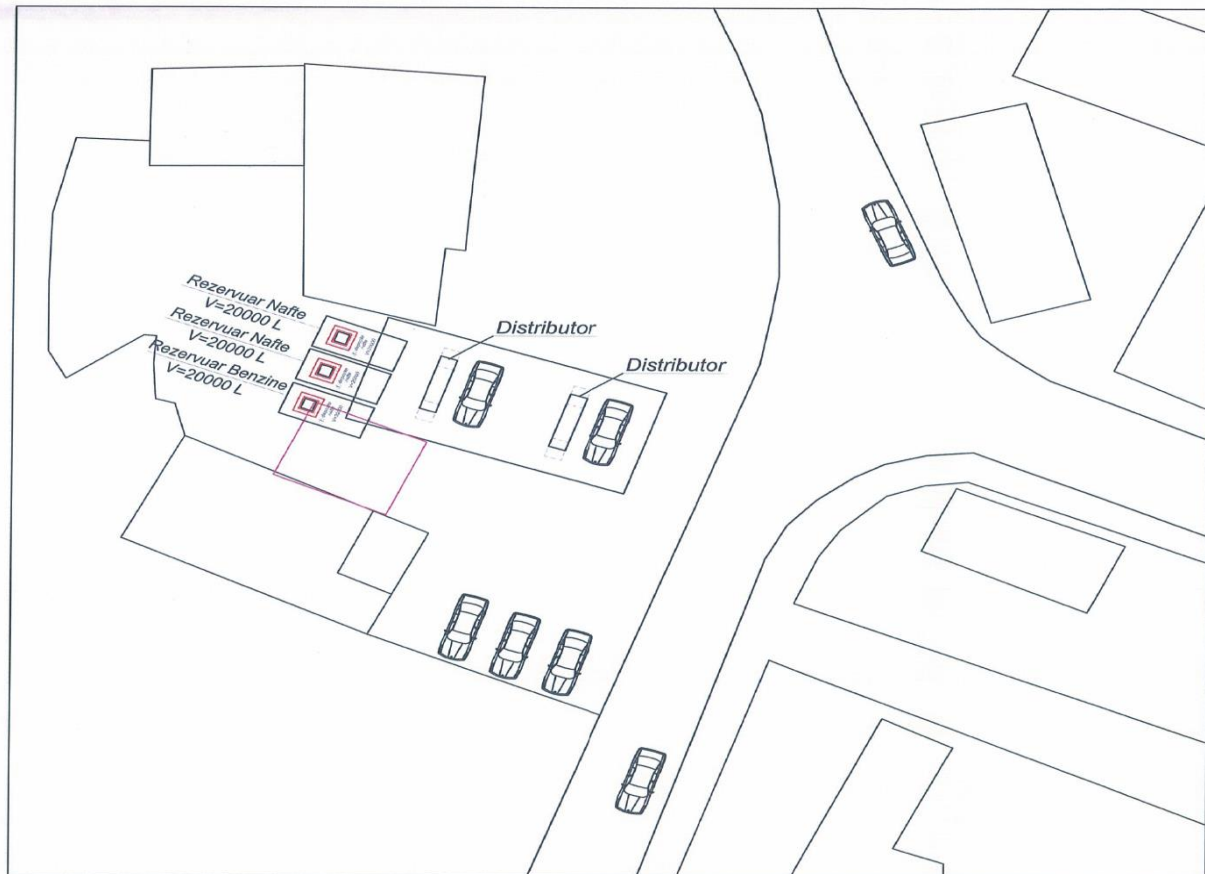 Rezervuar Nafte
V=20000 L
Rezervuar Nafte
V=20000 L
Rezervuar Benzine
V=20000 L
Distributor
Distributor